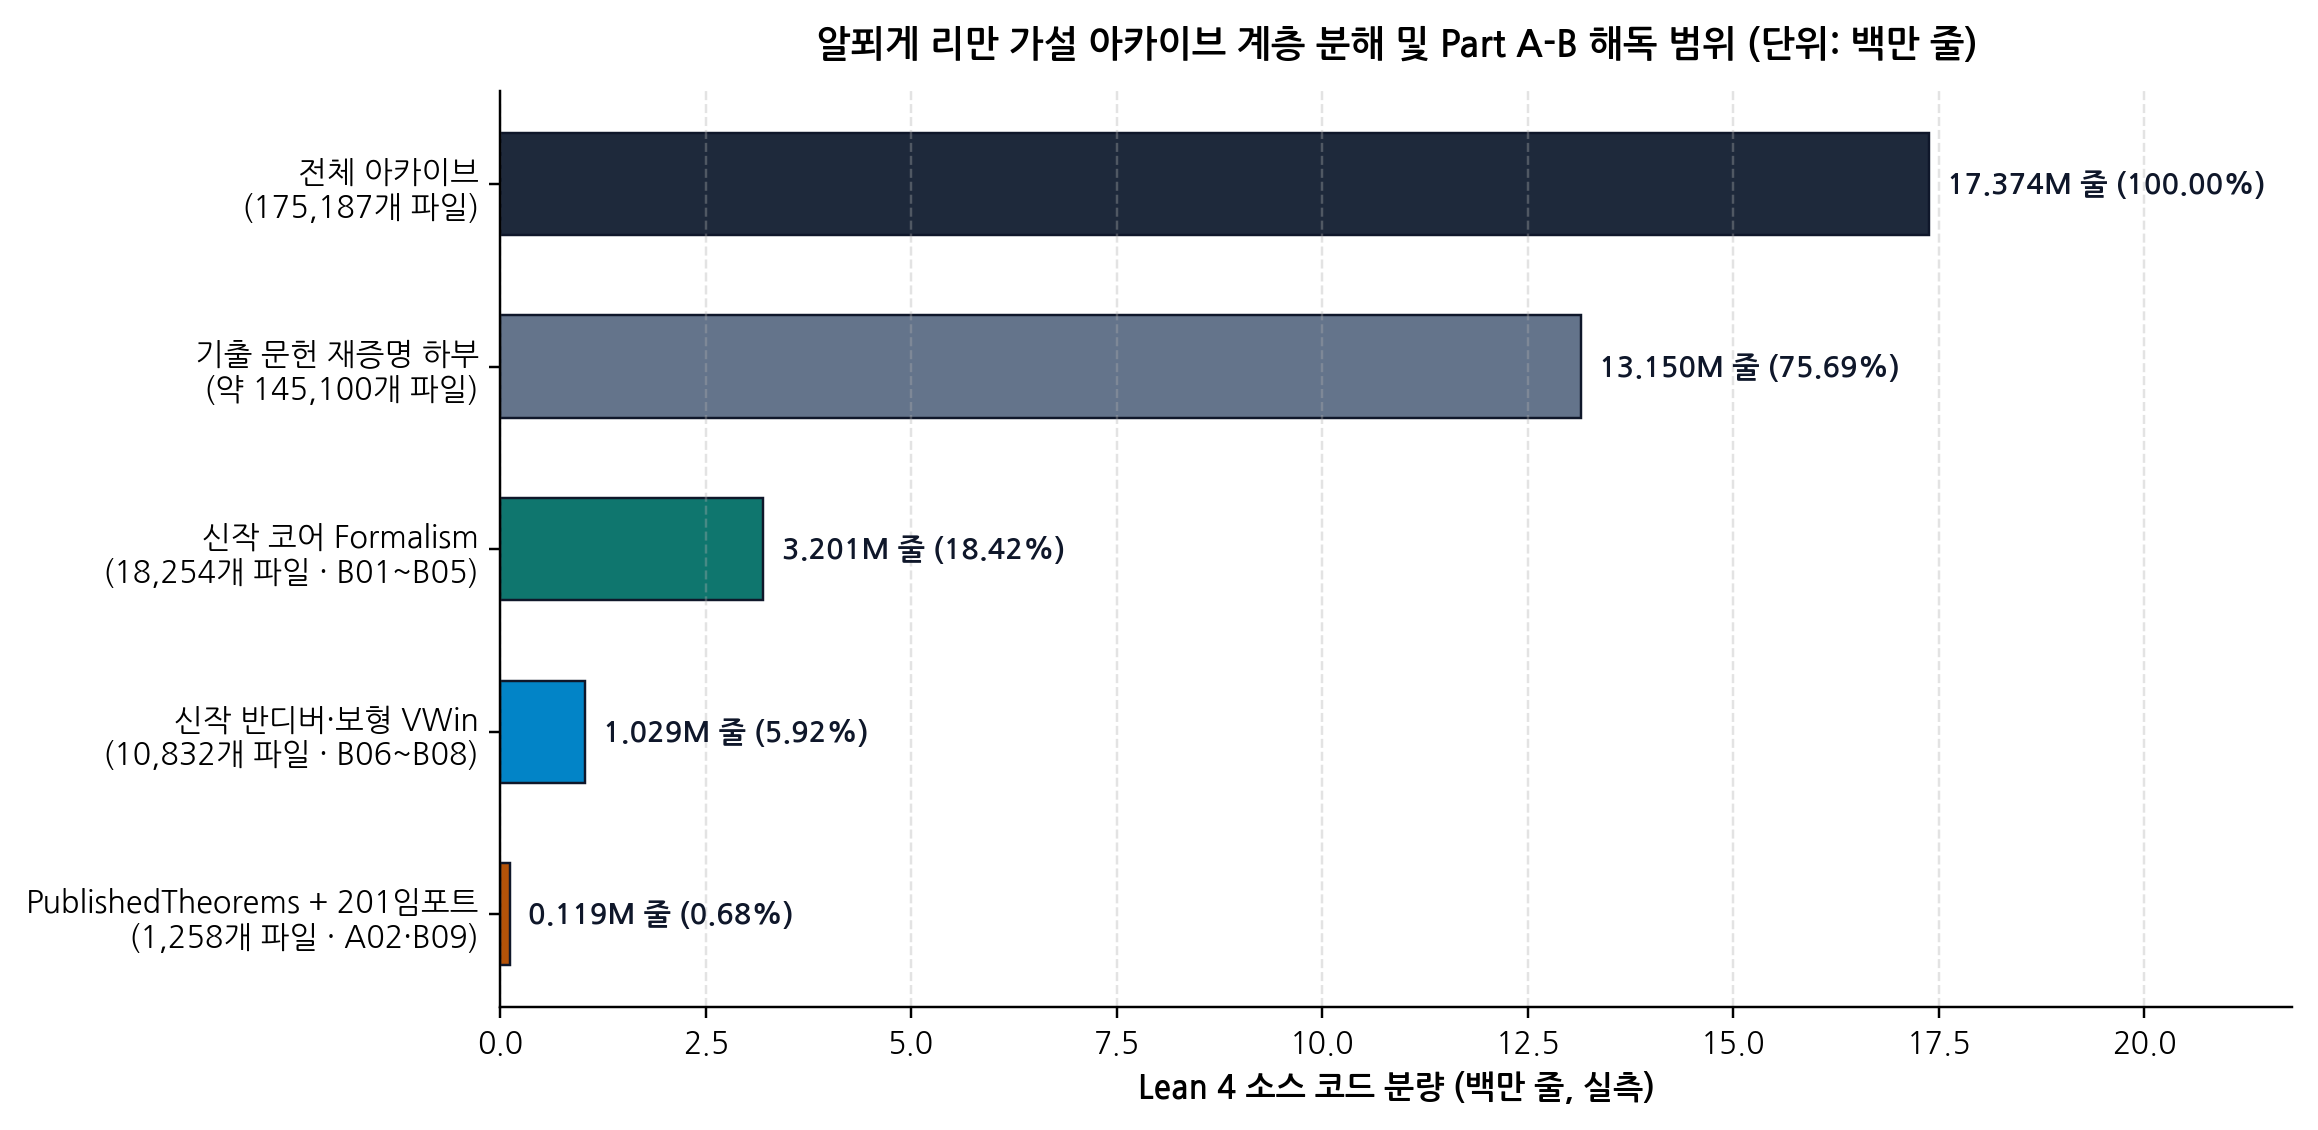 알푀게 리만 가설 아카이브 계층 분해 및 Part A-B 해독 범위 (단위: 백만 줄)
전체 아카이브
(175,187개 파일)
17.374M 줄 (100.00%)
기출 문헌 재증명 하부
(약 145,100개 파일)
13.150M 줄 (75.69%)
신작 코어 Formalism
(18,254개 파일 · B01~B05)
3.201M 줄 (18.42%)
신작 반디버·보형 VWin
(10,832개 파일 · B06~B08)
1.029M 줄 (5.92%)
PublishedTheorems + 201임포트
(1,258개 파일 · A02·B09)
0.119M 줄 (0.68%)
0.0 2.5 5.0 7.5 10.0 12.5 15.0 17.5 20.0
Lean 4 소스 코드 분량 (백만 줄, 실측)